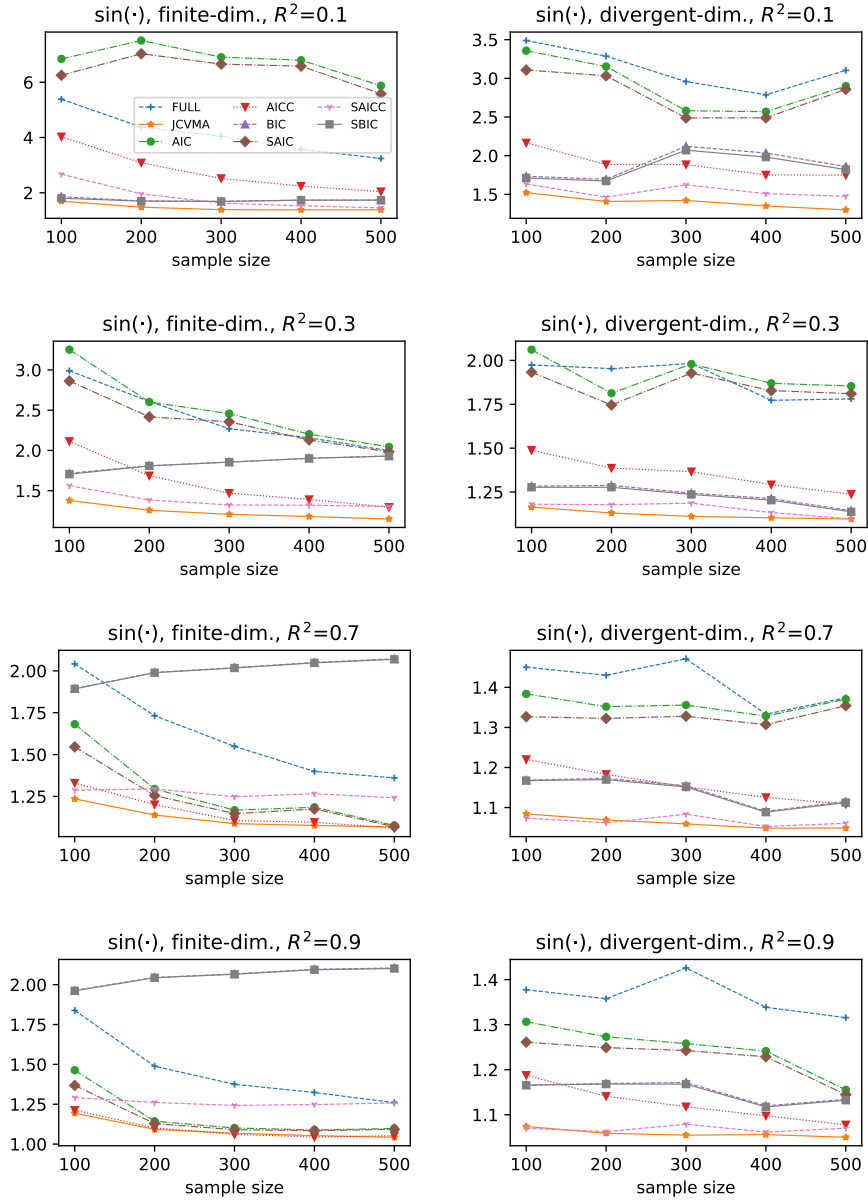 sin(·), finite-dim., R²=0.1
6
4
2
FULL
JCVMA
AIC
AICC
BIC
SAIC
SAICC
SBIC
100 200 300 400 500
sample size
sin(·), divergent-dim., R²=0.1
3.5
3.0
2.5
2.0
1.5
100 200 300 400 500
sample size
sin(·), finite-dim., R²=0.3
3.0
2.5
2.0
1.5
100 200 300 400 500
sample size
sin(·), divergent-dim., R²=0.3
2.00
1.75
1.50
1.25
100 200 300 400 500
sample size
sin(·), finite-dim., R²=0.7
2.00
1.75
1.50
1.25
100 200 300 400 500
sample size
sin(·), divergent-dim., R²=0.7
1.4
1.3
1.2
1.1
100 200 300 400 500
sample size
sin(·), finite-dim., R²=0.9
2.00
1.75
1.50
1.25
1.00
100 200 300 400 500
sample size
sin(·), divergent-dim., R²=0.9
1.4
1.3
1.2
1.1
100 200 300 400 500
sample size